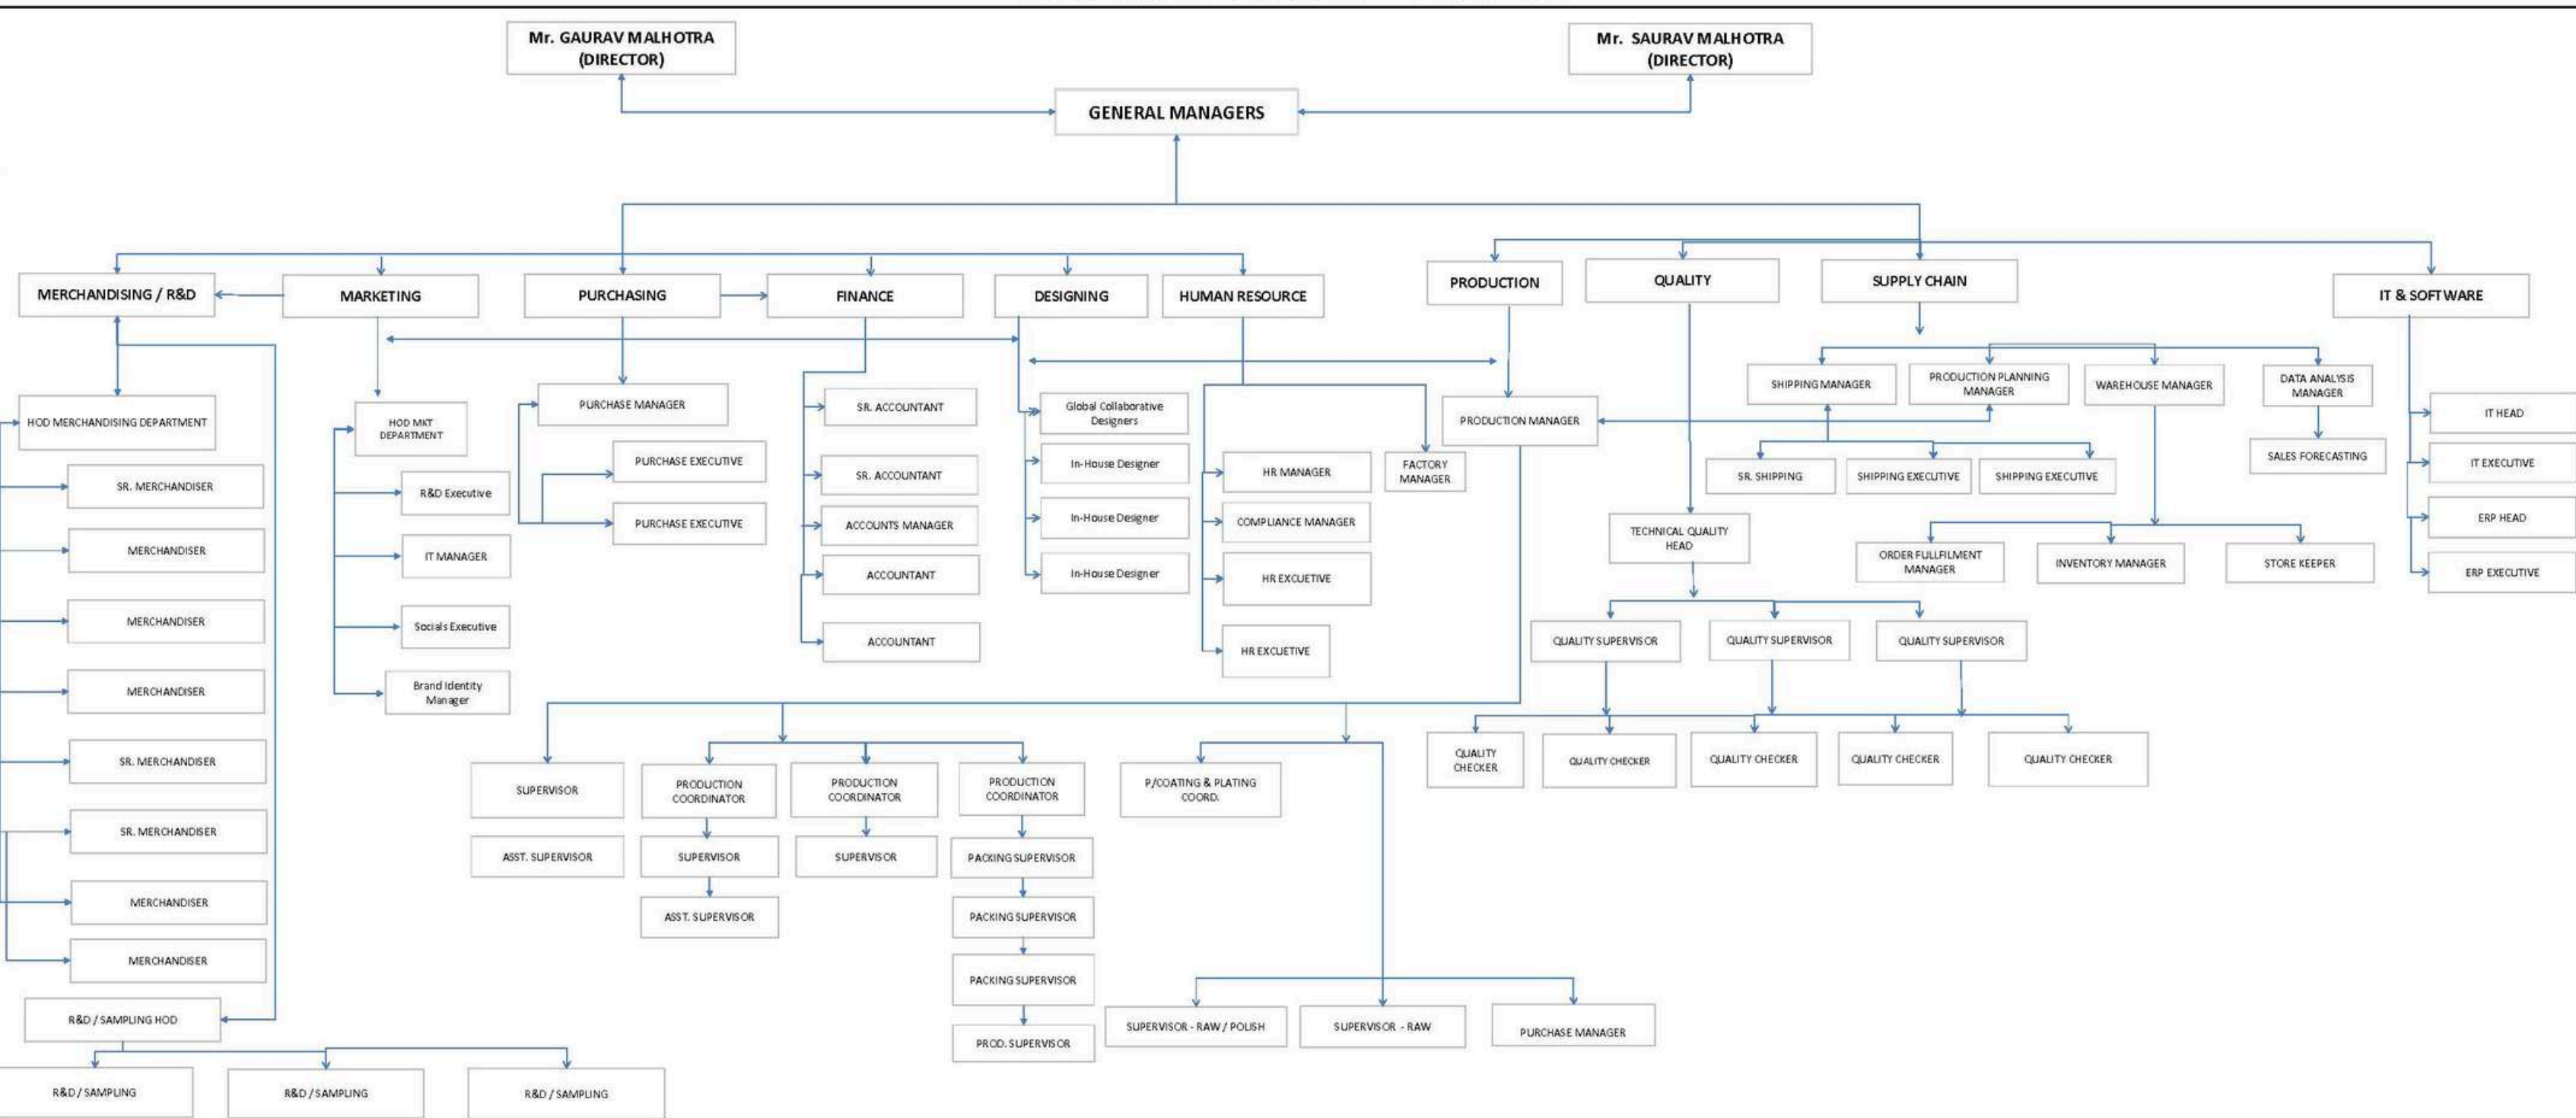 Mr. GAURAV MALHOTRA
(DIRECTOR)
Mr. SAURAV MALHOTRA
(DIRECTOR)
GENERAL MANAGERS
MERCHANDISING / R&D
MARKETING
PURCHASING
FINANCE
DESIGNING
HUMAN RESOURCE
PRODUCTION
QUALITY
SUPPLY CHAIN
IT & SOFTWARE
HOD MERCHANDISING DEPARTMENT
SR. MERCHANDISER
MERCHANDISER
MERCHANDISER
MERCHANDISER
SR. MERCHANDISER
SR. MERCHANDISER
MERCHANDISER
MERCHANDISER
R&D / SAMPLING HOD
R&D / SAMPLING
R&D / SAMPLING
R&D / SAMPLING
HOD MKT
DEPARTMENT
R&D Executive
IT MANAGER
Socials Executive
Brand Identity
Manager
PURCHASE MANAGER
PURCHASE EXECUTIVE
PURCHASE EXECUTIVE
SR. ACCOUNTANT
SR. ACCOUNTANT
ACCOUNTS MANAGER
ACCOUNTANT
ACCOUNTANT
Global Collaborative
Designers
In-House Designer
In-House Designer
In-House Designer
HR MANAGER
COMPLIANCE MANAGER
HR EXCUETIVE
HR EXCUETIVE
FACTORY
MANAGER
PRODUCTION MANAGER
SUPERVISOR
ASST. SUPERVISOR
PRODUCTION
COORDINATOR
SUPERVISOR
ASST. SUPERVISOR
PRODUCTION
COORDINATOR
SUPERVISOR
PRODUCTION
COORDINATOR
PACKING SUPERVISOR
PACKING SUPERVISOR
PACKING SUPERVISOR
PROD. SUPERVISOR
P/COATING & PLATING
COORD.
SUPERVISOR - RAW / POLISH
SUPERVISOR - RAW
PURCHASE MANAGER
TECHNICAL QUALITY
HEAD
QUALITY SUPERVISOR
QUALITY SUPERVISOR
QUALITY SUPERVISOR
QUALITY
CHECKER
QUALITY CHECKER
QUALITY CHECKER
QUALITY CHECKER
QUALITY CHECKER
SHIPPING MANAGER
PRODUCTION PLANNING
MANAGER
WAREHOUSE MANAGER
DATA ANALYSIS
MANAGER
SR. SHIPPING
SHIPPING EXECUTIVE
SHIPPING EXECUTIVE
SALES FORECASTING
ORDER FULLFILMENT
MANAGER
INVENTORY MANAGER
STORE KEEPER
IT HEAD
IT EXECUTIVE
ERP HEAD
ERP EXECUTIVE